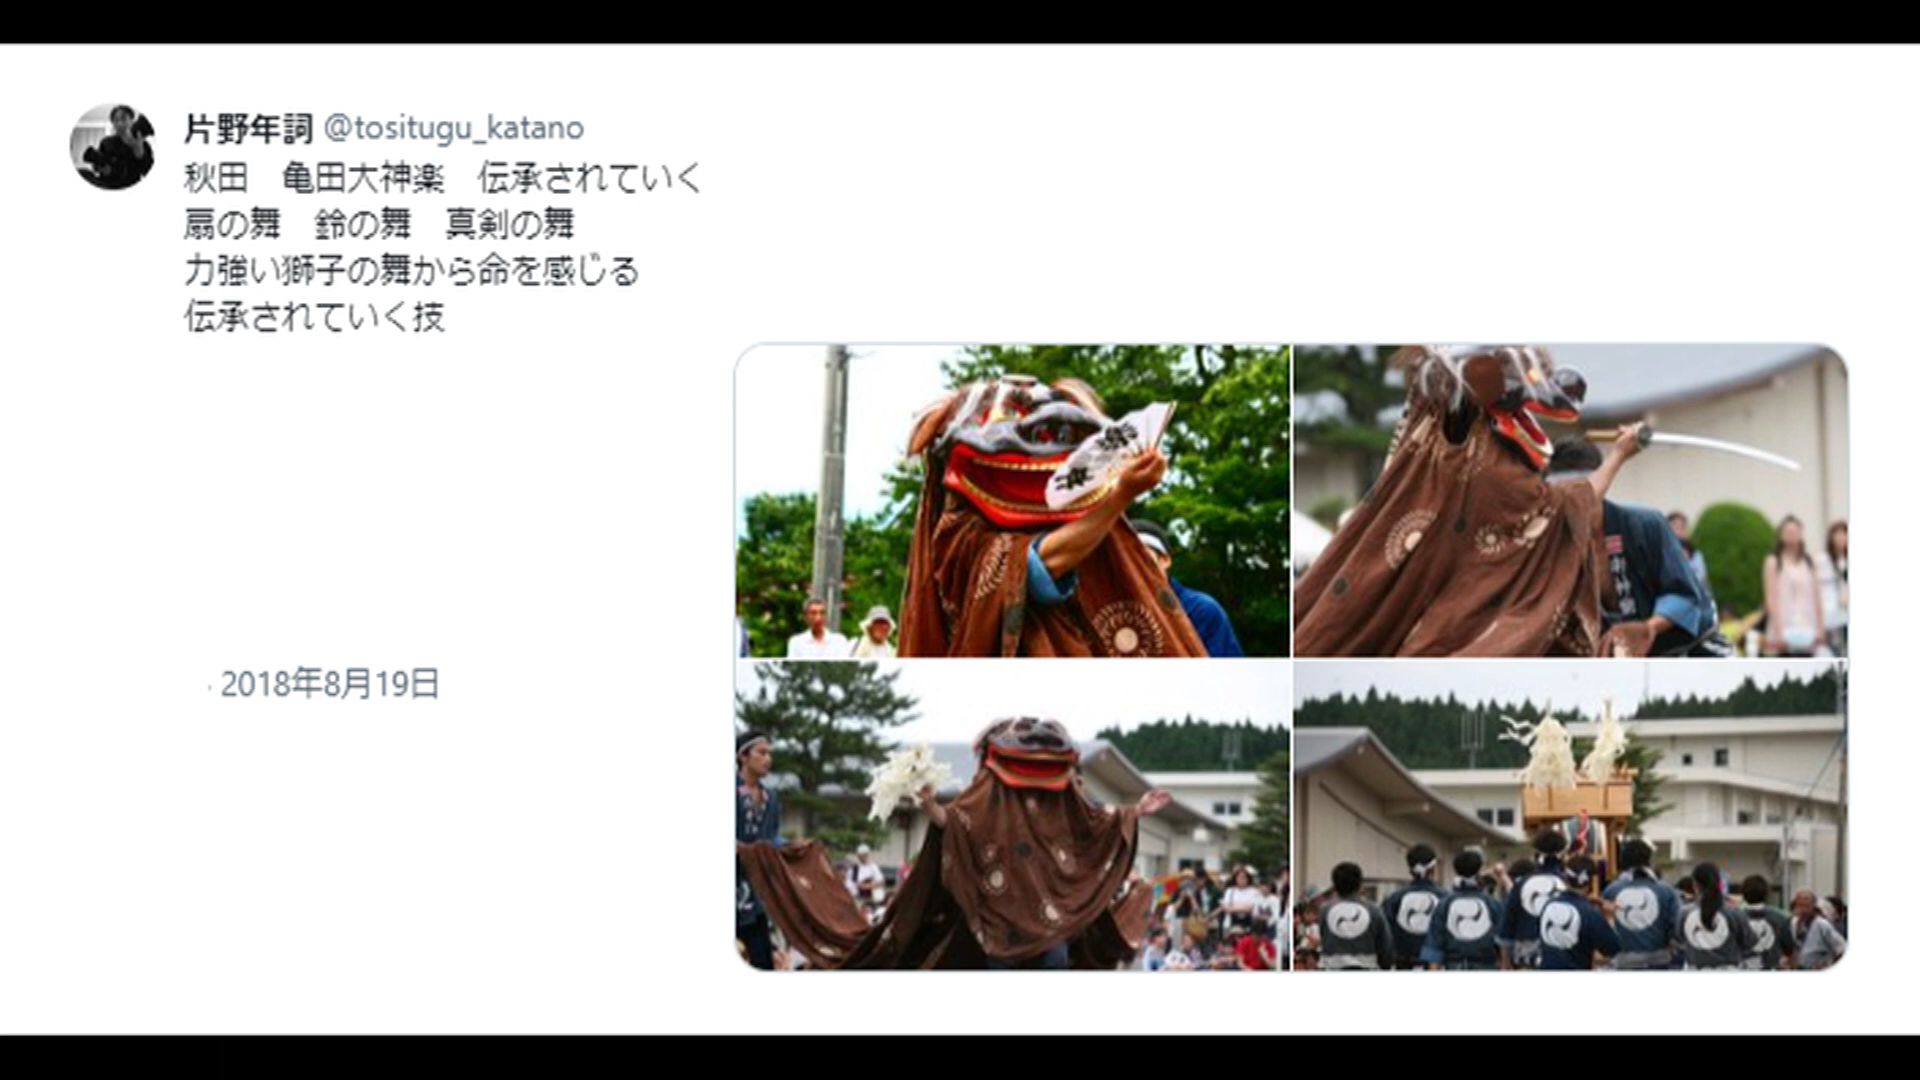 片野年詞 @tositugu_katano
秋田　亀田大神楽　伝承されていく
扇の舞　鈴の舞　真剣の舞
力強い獅子の舞から命を感じる
伝承されていく技
· 2018年8月19日